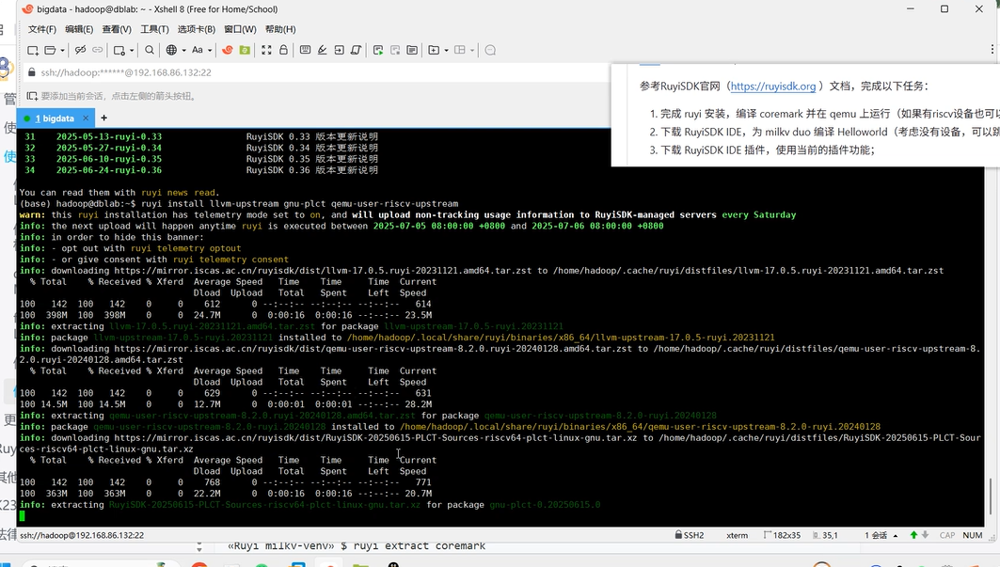 bigdata - hadoop@dblab: ~ - Xshell 8 (Free for Home/School)
文件(F) 编辑(E) 查看(V) 工具(T) 选项卡(B) 窗口(W) 帮助(H)
ssh://hadoop:******@192.168.86.132:22
要添加当前会话，点击左侧的箭头按钮。
1 bigdata × +
参考RuyiSDK官网（https://ruyisdk.org ）文档，完成以下任务：
1. 完成 ruyi 安装，编译 coremark 并在 qemu 上运行（如果有riscv设备也可以
2. 下载 RuyiSDK IDE，为 milkv duo 编译 Helloworld（考虑没有设备，可以跳
3. 下载 RuyiSDK IDE 插件，使用当前的插件功能；
31 2025-05-13-ruyi-0.33 RuyiSDK 0.33 版本更新说明
32 2025-05-27-ruyi-0.34 RuyiSDK 0.34 版本更新说明
33 2025-06-10-ruyi-0.35 RuyiSDK 0.35 版本更新说明
34 2025-06-24-ruyi-0.36 RuyiSDK 0.36 版本更新说明
You can read them with ruyi news read.
(base) hadoop@dblab:~$ ruyi install llvm-upstream gnu-plct qemu-user-riscv-upstream
warn: this ruyi installation has telemetry mode set to on, and will upload non-tracking usage information to RuyiSDK-managed servers every Saturday
info: the next upload will happen anytime ruyi is executed between 2025-07-05 08:00:00 +0800 and 2025-07-06 08:00:00 +0800
info: in order to hide this banner:
info: - opt out with ruyi telemetry optout
info: - or give consent with ruyi telemetry consent
info: downloading https://mirror.iscas.ac.cn/ruyisdk/dist/llvm-17.0.5.ruyi-20231121.amd64.tar.zst to /home/hadoop/.cache/ruyi/distfiles/llvm-17.0.5.ruyi-20231121.amd64.tar.zst
% Total % Received % Xferd Average Speed Time Time Time Current
Dload Upload Total Spent Left Speed
100 142 100 142 0 0 612 0 --:--:-- --:--:-- --:--:-- 614
100 398M 100 398M 0 0 24.7M 0 0:00:16 0:00:16 --:--:-- 23.5M
info: extracting llvm-17.0.5.ruyi-20231121.amd64.tar.zst for package llvm-upstream-17.0.5-ruyi.20231121
info: package llvm-upstream-17.0.5-ruyi.20231121 installed to /home/hadoop/.local/share/ruyi/binaries/x86_64/llvm-upstream-17.0.5-ruyi.20231121
info: downloading https://mirror.iscas.ac.cn/ruyisdk/dist/qemu-user-riscv-upstream-8.2.0.ruyi-20240128.amd64.tar.zst to /home/hadoop/.cache/ruyi/distfiles/qemu-user-riscv-upstream-8.
2.0.ruyi-20240128.amd64.tar.zst
% Total % Received % Xferd Average Speed Time Time Time Current
Dload Upload Total Spent Left Speed
100 142 100 142 0 0 629 0 --:--:-- --:--:-- --:--:-- 631
100 14.5M 100 14.5M 0 0 12.7M 0 0:00:01 0:00:01 --:--:-- 28.2M
info: extracting qemu-user-riscv-upstream-8.2.0.ruyi-20240128.amd64.tar.zst for package qemu-user-riscv-upstream-8.2.0-ruyi.20240128
info: package qemu-user-riscv-upstream-8.2.0-ruyi.20240128 installed to /home/hadoop/.local/share/ruyi/binaries/x86_64/qemu-user-riscv-upstream-8.2.0-ruyi.20240128
info: downloading https://mirror.iscas.ac.cn/ruyisdk/dist/RuyiSDK-20250615-PLCT-Sources-riscv64-plct-linux-gnu.tar.xz to /home/hadoop/.cache/ruyi/distfiles/RuyiSDK-20250615-PLCT-Sour
ces-riscv64-plct-linux-gnu.tar.xz
% Total % Received % Xferd Average Speed Time Time Time Current
Dload Upload Total Spent Left Speed
100 142 100 142 0 0 768 0 --:--:-- --:--:-- --:--:-- 771
100 363M 100 363M 0 0 22.2M 0 0:00:16 0:00:16 --:--:-- 20.7M
info: extracting RuyiSDK-20250615-PLCT-Sources-riscv64-plct-linux-gnu.tar.xz for package gnu-plct-0.20250615.0
ssh://hadoop@192.168.86.132:22 SSH2 xterm 182x35 35,1 1 会话 CAP NUM
«Ruyi milkv-venv» $ ruyi extract coremark